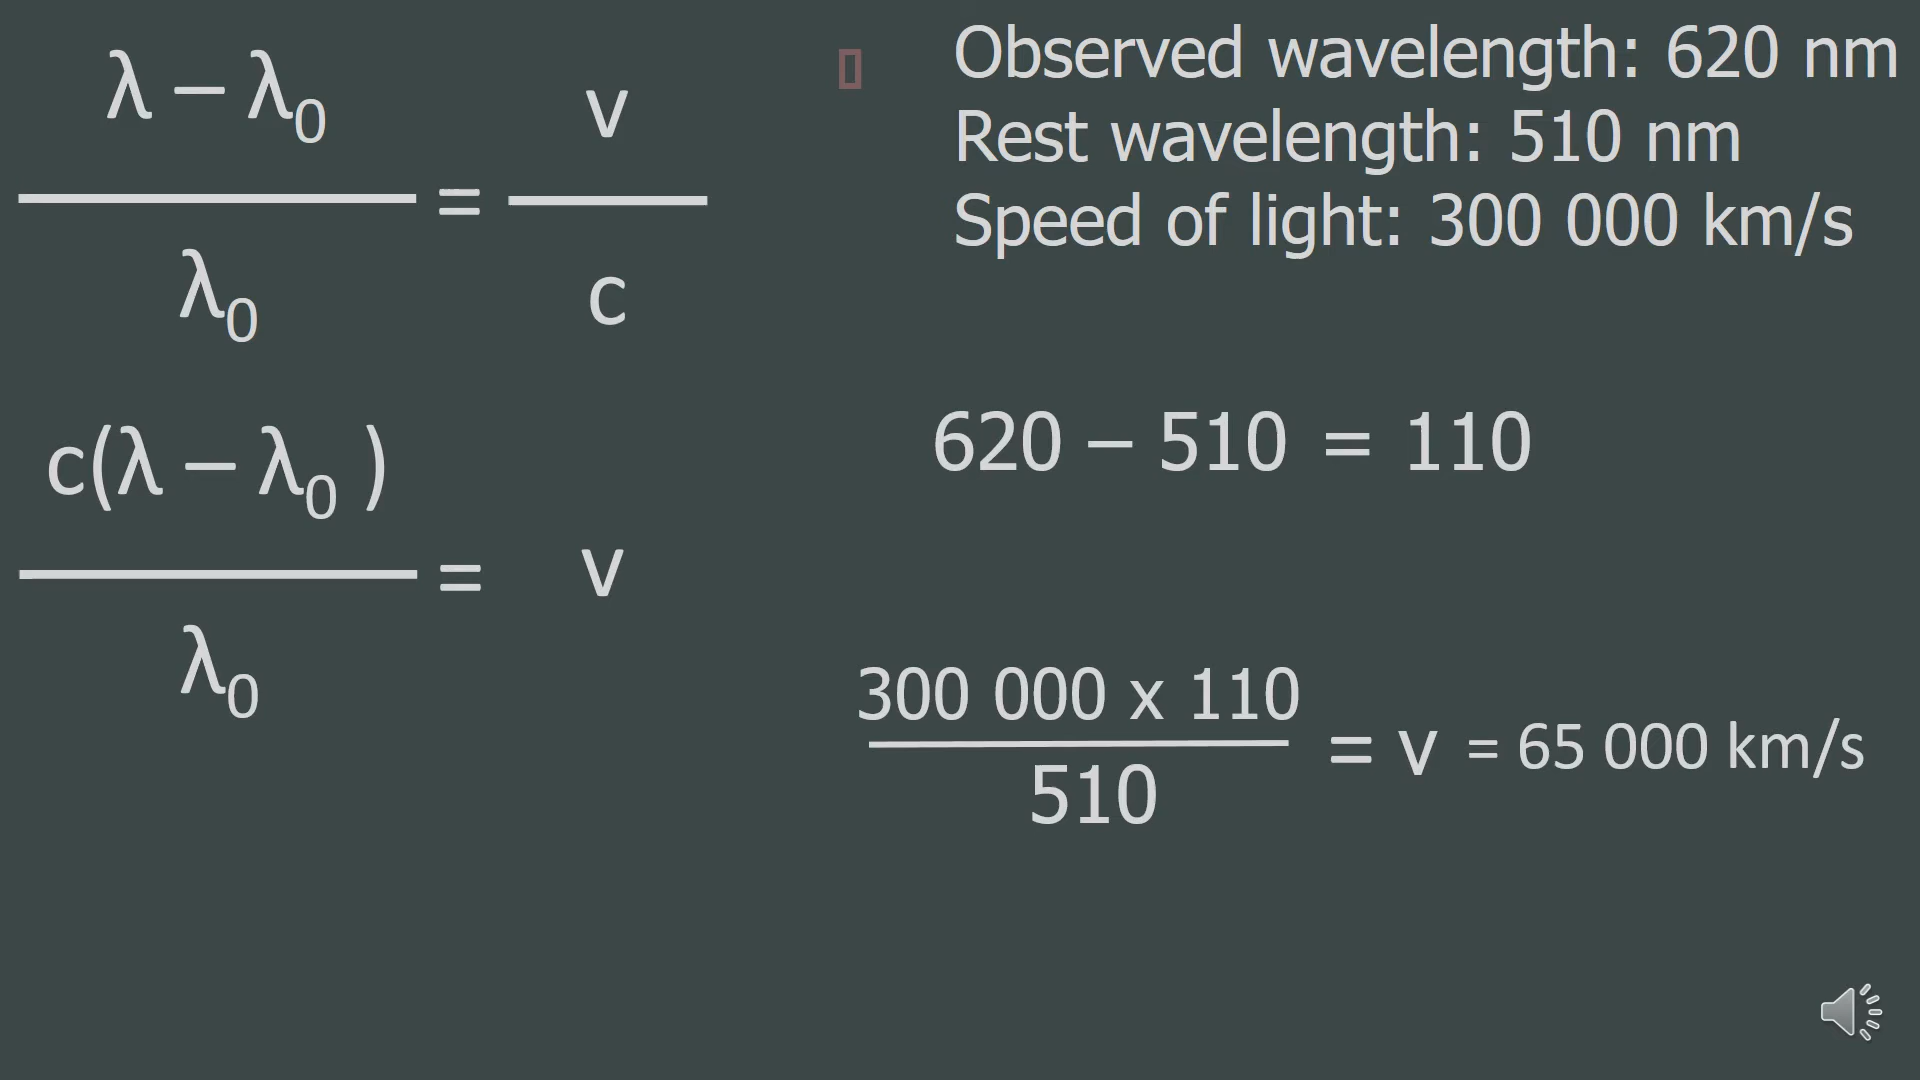 λ – λ₀
λ₀
=
v
c
c(λ – λ₀ )
λ₀
=
v
Observed wavelength: 620 nm
Rest wavelength: 510 nm
Speed of light: 300 000 km/s
620 – 510 = 110
300 000 x 110
510
= v = 65 000 km/s